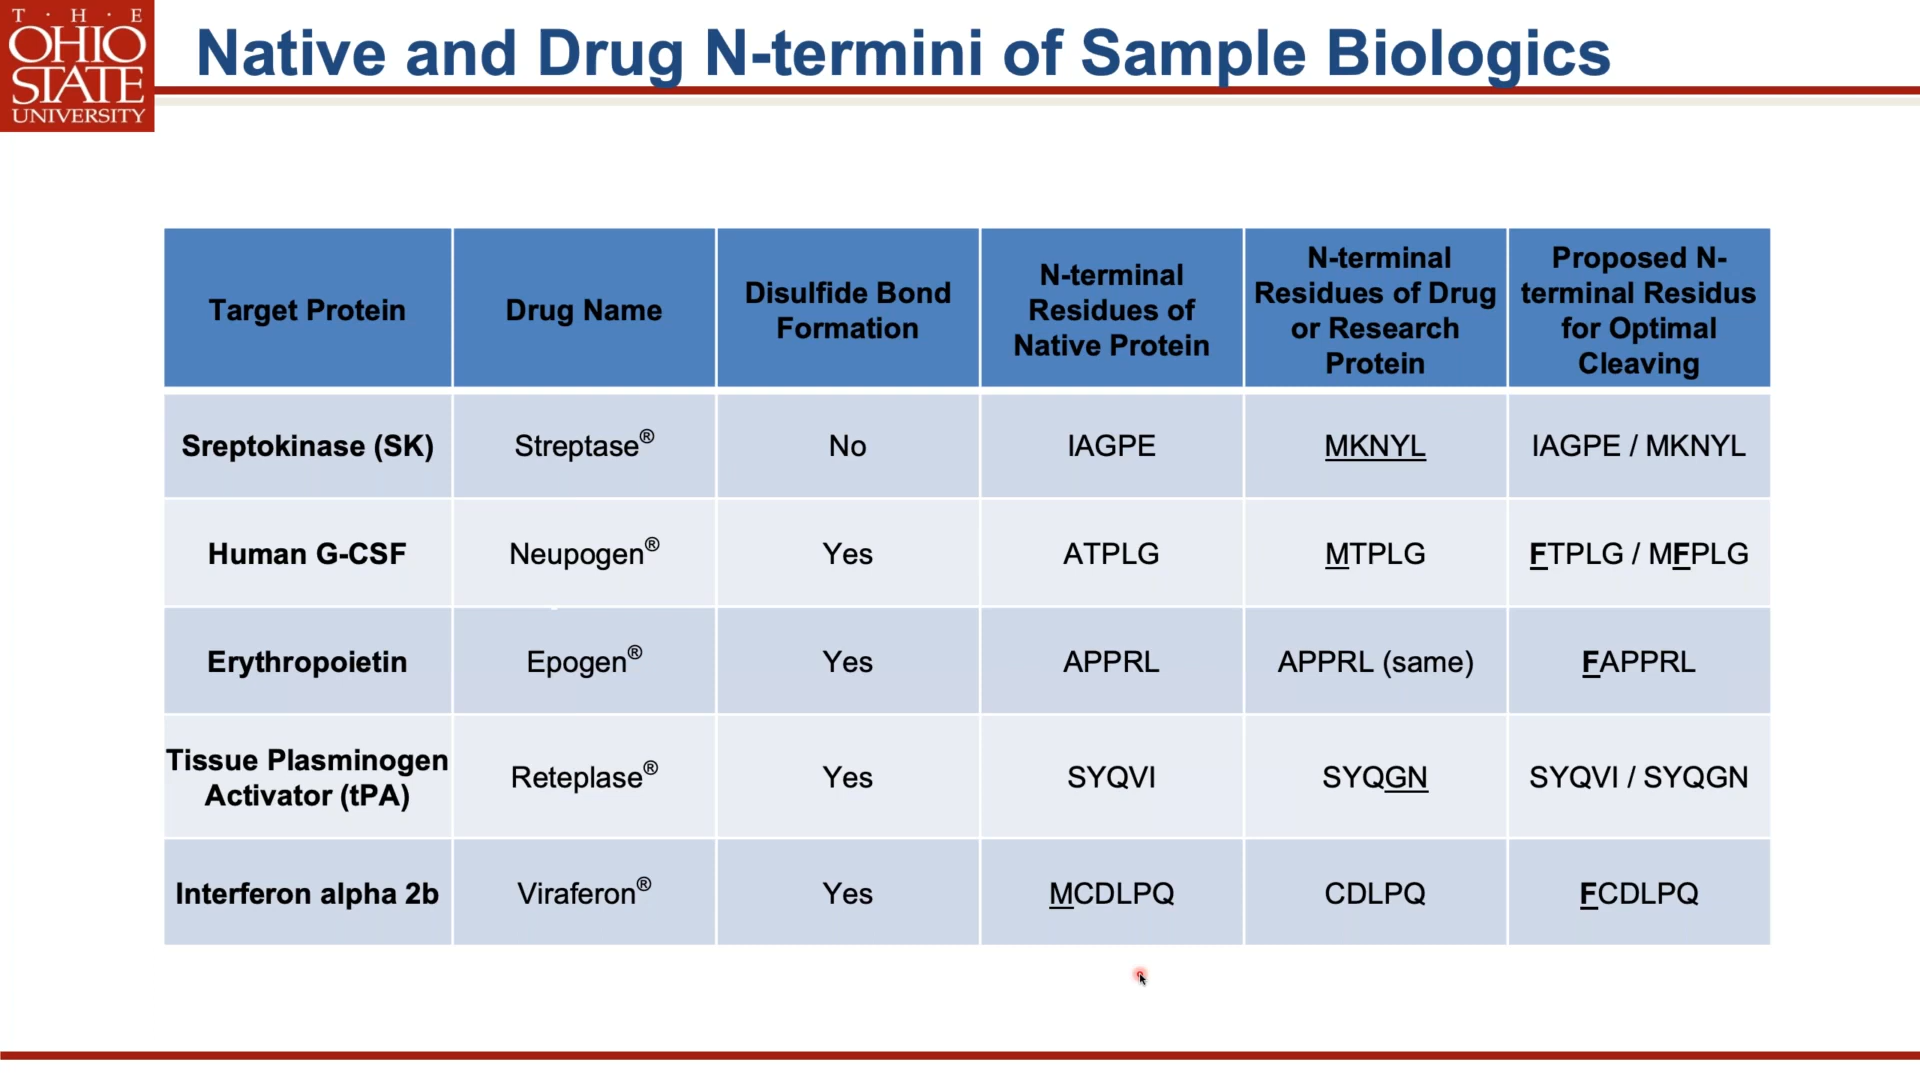 T · H · E
OHIO
STATE
UNIVERSITY
Native and Drug N-termini of Sample Biologics
Target Protein
Drug Name
Disulfide Bond
Formation
N-terminal
Residues of
Native Protein
N-terminal
Residues of Drug
or Research
Protein
Proposed N-
terminal Residus
for Optimal
Cleaving
Sreptokinase (SK)
Streptase®
No
IAGPE
MKNYL
IAGPE / MKNYL
Human G-CSF
Neupogen®
Yes
ATPLG
MTPLG
FTPLG / MFPLG
Erythropoietin
Epogen®
Yes
APPRL
APPRL (same)
FAPPRL
Tissue Plasminogen
Activator (tPA)
Reteplase®
Yes
SYQVI
SYQGN
SYQVI / SYQGN
Interferon alpha 2b
Viraferon®
Yes
MCDLPQ
CDLPQ
FCDLPQ